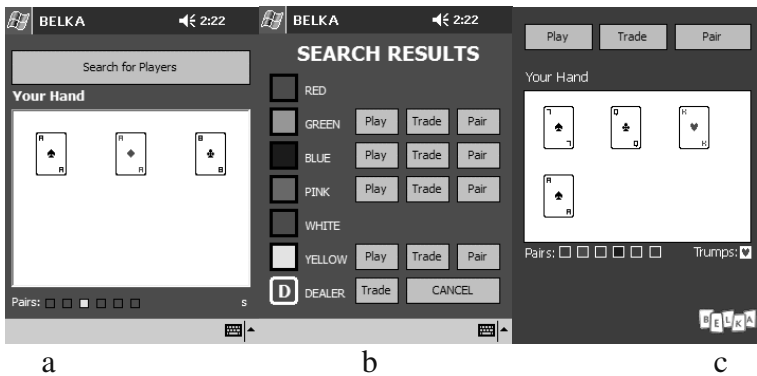 BELKA 2:22
Search for Players
Your Hand
A A
A A
B B
Pairs: s
BELKA 2:22
SEARCH RESULTS
RED
GREEN Play Trade Pair
BLUE Play Trade Pair
PINK Play Trade Pair
WHITE
YELLOW Play Trade Pair
D DEALER Trade CANCEL
Play Trade Pair
Your Hand
Q Q
K K
A A
Pairs: Trumps:
BELKA
a b c